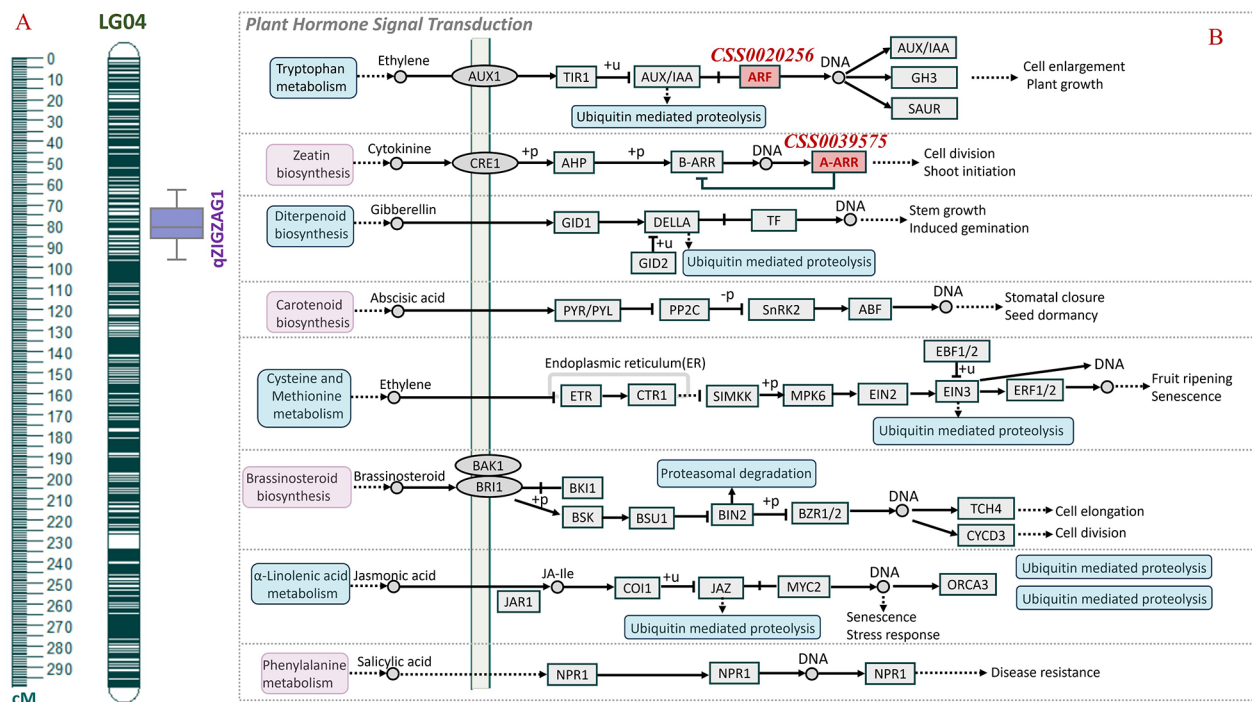 A
LG04
0
10
20
30
40
50
60
70
80
90
100
110
120
130
140
150
160
170
180
190
200
210
220
230
240
250
260
270
280
290
cM
qZIGZAG1
Plant Hormone Signal Transduction
B
Tryptophan
metabolism
Ethylene
AUX1
TIR1
+u
AUX/IAA
CSS0020256
ARF
DNA
AUX/IAA
GH3
SAUR
Cell enlargement
Plant growth
Ubiquitin mediated proteolysis
Zeatin
biosynthesis
Cytokinine
CRE1
+p
AHP
+p
B-ARR
DNA
CSS0039575
A-ARR
Cell division
Shoot initiation
Diterpenoid
biosynthesis
Gibberellin
GID1
DELLA
TF
DNA
Stem growth
Induced gemination
+u
GID2
Ubiquitin mediated proteolysis
Carotenoid
biosynthesis
Abscisic acid
PYR/PYL
PP2C
-p
SnRK2
ABF
DNA
Stomatal closure
Seed dormancy
Cysteine and
Methionine
metabolism
Ethylene
Endoplasmic reticulum(ER)
ETR
CTR1
SIMKK
+p
MPK6
EIN2
EBF1/2
+u
EIN3
ERF1/2
DNA
Fruit ripening
Senescence
Ubiquitin mediated proteolysis
Brassinosteroid
biosynthesis
Brassinosteroid
BAK1
BRI1
BKI1
+p
BSK
BSU1
Proteasomal degradation
BIN2
+p
BZR1/2
DNA
TCH4
CYCD3
Cell elongation
Cell division
α-Linolenic acid
metabolism
Jasmonic acid
JAR1
JA-Ile
COI1
+u
JAZ
MYC2
DNA
ORCA3
Ubiquitin mediated proteolysis
Ubiquitin mediated proteolysis
Ubiquitin mediated proteolysis
Senescence
Stress response
Phenylalanine
metabolism
Salicylic acid
NPR1
NPR1
DNA
NPR1
Disease resistance